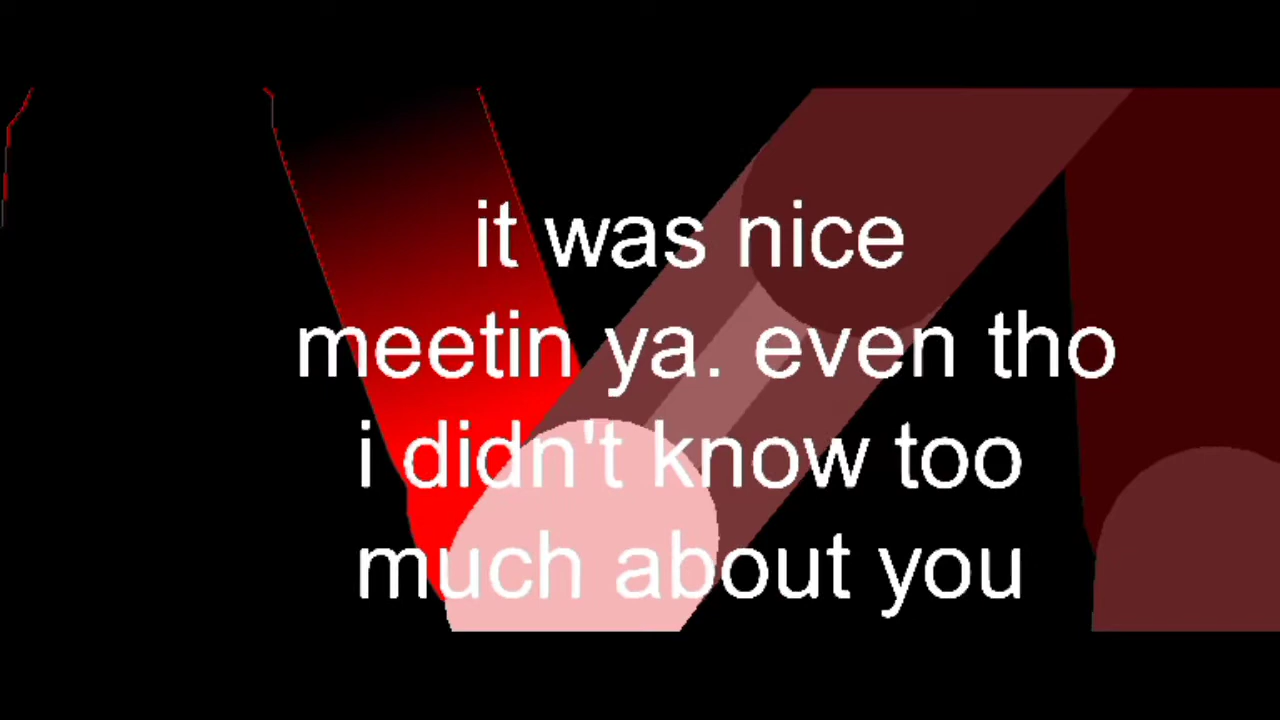 it was nice
meetin ya. even tho
i didn't know too
much about you